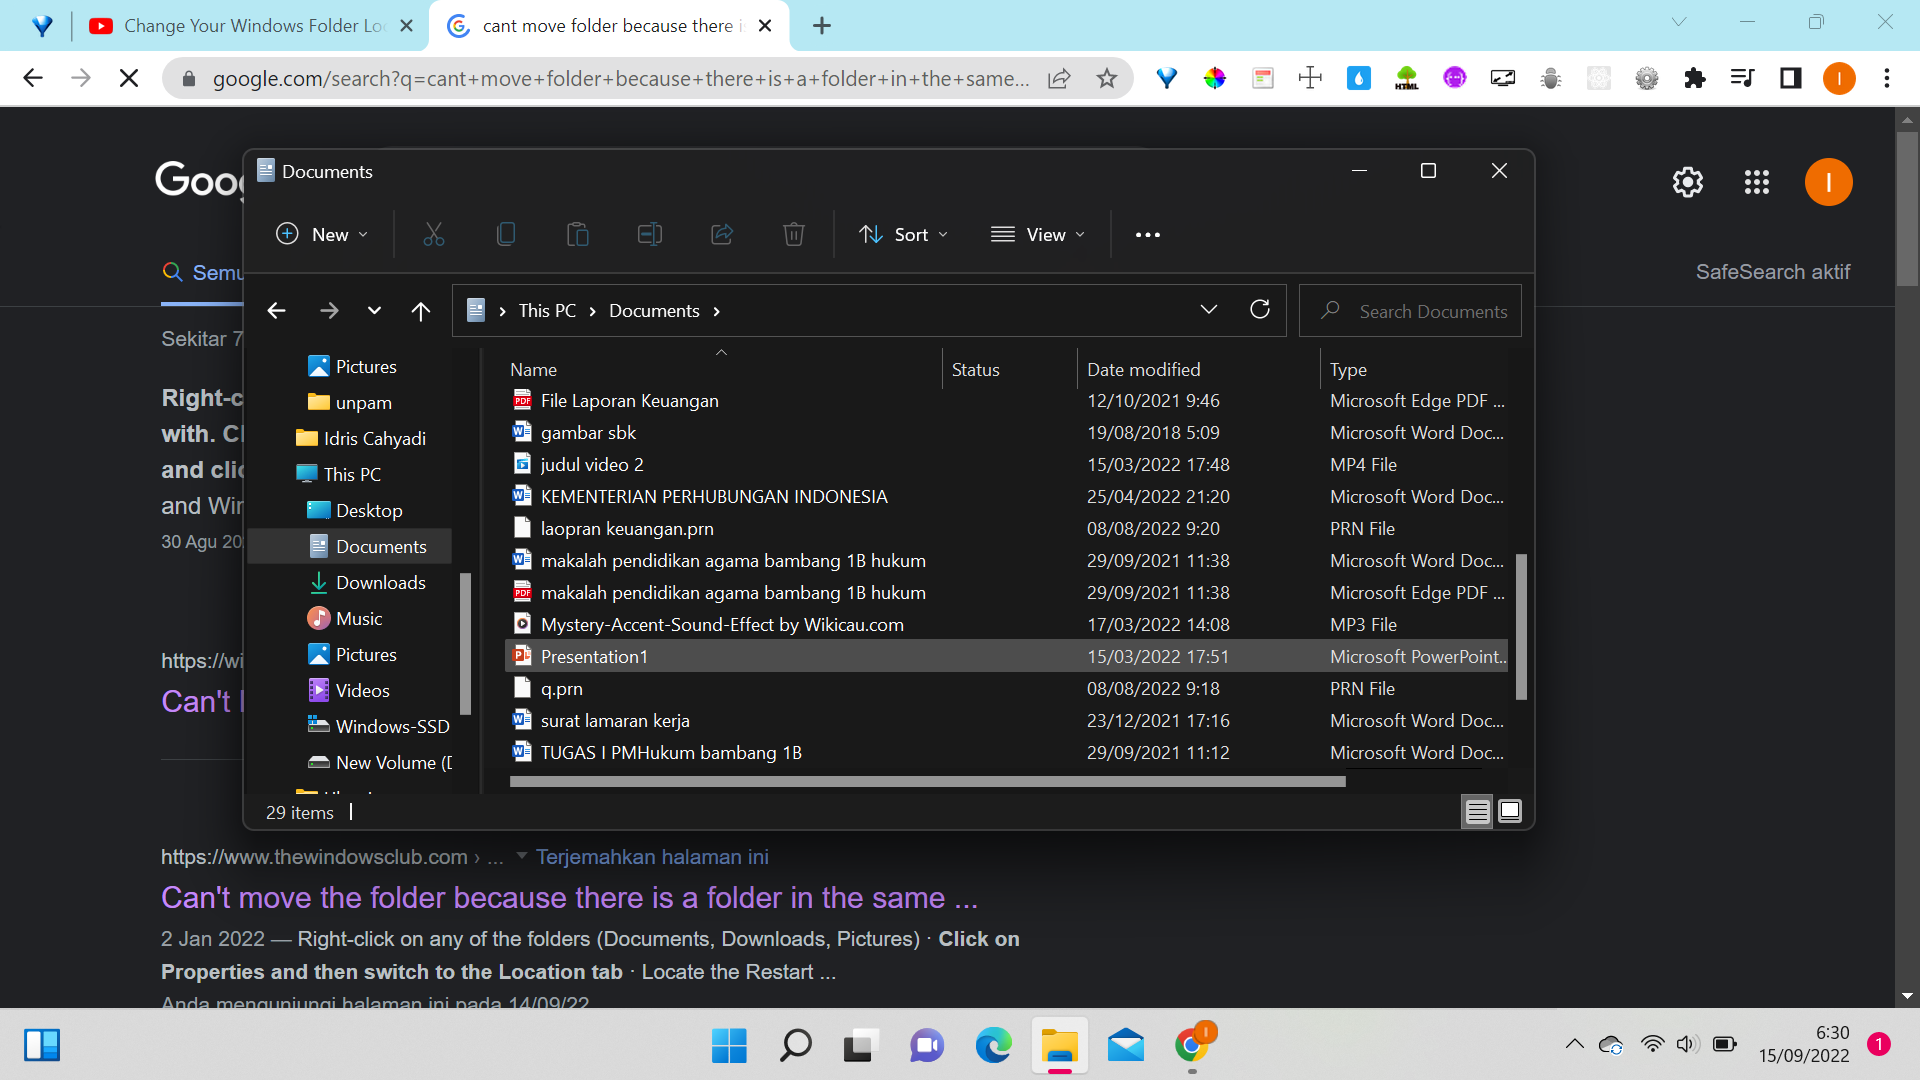 Change Your Windows Folder Lo
cant move folder because there i
google.com/search?q=cant+move+folder+because+there+is+a+folder+in+the+same...
HTML
I
Goo
I
Semu
SafeSearch aktif
Sekitar 7
Right-c
with. Cl
and clic
and Wi
30 Agu 20
https://wi
Can't
Documents
New
Sort
View
This PC
Documents
Search Documents
Pictures
unpam
Idris Cahyadi
This PC
Desktop
Documents
Downloads
Music
Pictures
Videos
Windows-SSD
New Volume (D
Name Status Date modified Type
File Laporan Keuangan 12/10/2021 9:46 Microsoft Edge PDF ...
gambar sbk 19/08/2018 5:09 Microsoft Word Doc...
judul video 2 15/03/2022 17:48 MP4 File
KEMENTERIAN PERHUBUNGAN INDONESIA 25/04/2022 21:20 Microsoft Word Doc...
laopran keuangan.prn 08/08/2022 9:20 PRN File
makalah pendidikan agama bambang 1B hukum 29/09/2021 11:38 Microsoft Word Doc...
makalah pendidikan agama bambang 1B hukum 29/09/2021 11:38 Microsoft Edge PDF ...
Mystery-Accent-Sound-Effect by Wikicau.com 17/03/2022 14:08 MP3 File
Presentation1 15/03/2022 17:51 Microsoft PowerPoint...
q.prn 08/08/2022 9:18 PRN File
surat lamaran kerja 23/12/2021 17:16 Microsoft Word Doc...
TUGAS I PMHukum bambang 1B 29/09/2021 11:12 Microsoft Word Doc...
29 items
https://www.thewindowsclub.com › ... Terjemahkan halaman ini
Can't move the folder because there is a folder in the same ...
2 Jan 2022 — Right-click on any of the folders (Documents, Downloads, Pictures) · Click on
Properties and then switch to the Location tab · Locate the Restart ...
Anda mengunjungi halaman ini pada 14/09/22.
6:30
15/09/2022
1